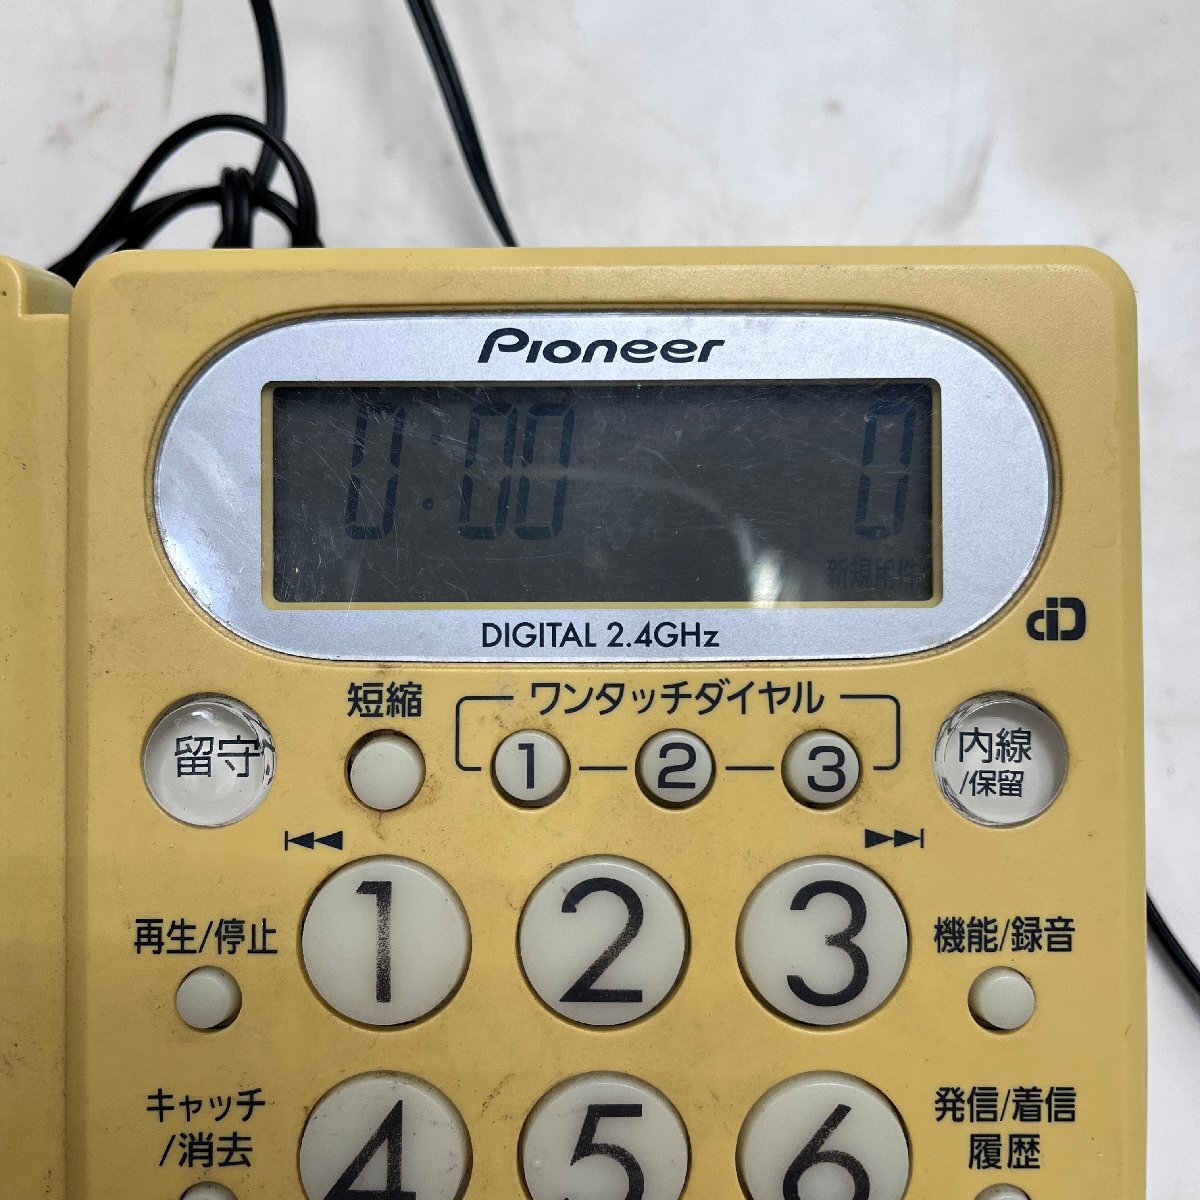 Pioneer
0:00 0
新規用件
DIGITAL 2.4GHz
iD
短縮 ワンタッチダイヤル
留守 1 2 3 内線
/保留
再生/停止 1 2 3 機能/録音
キャッチ
/消去
4 5 6
発信/着信
履歴